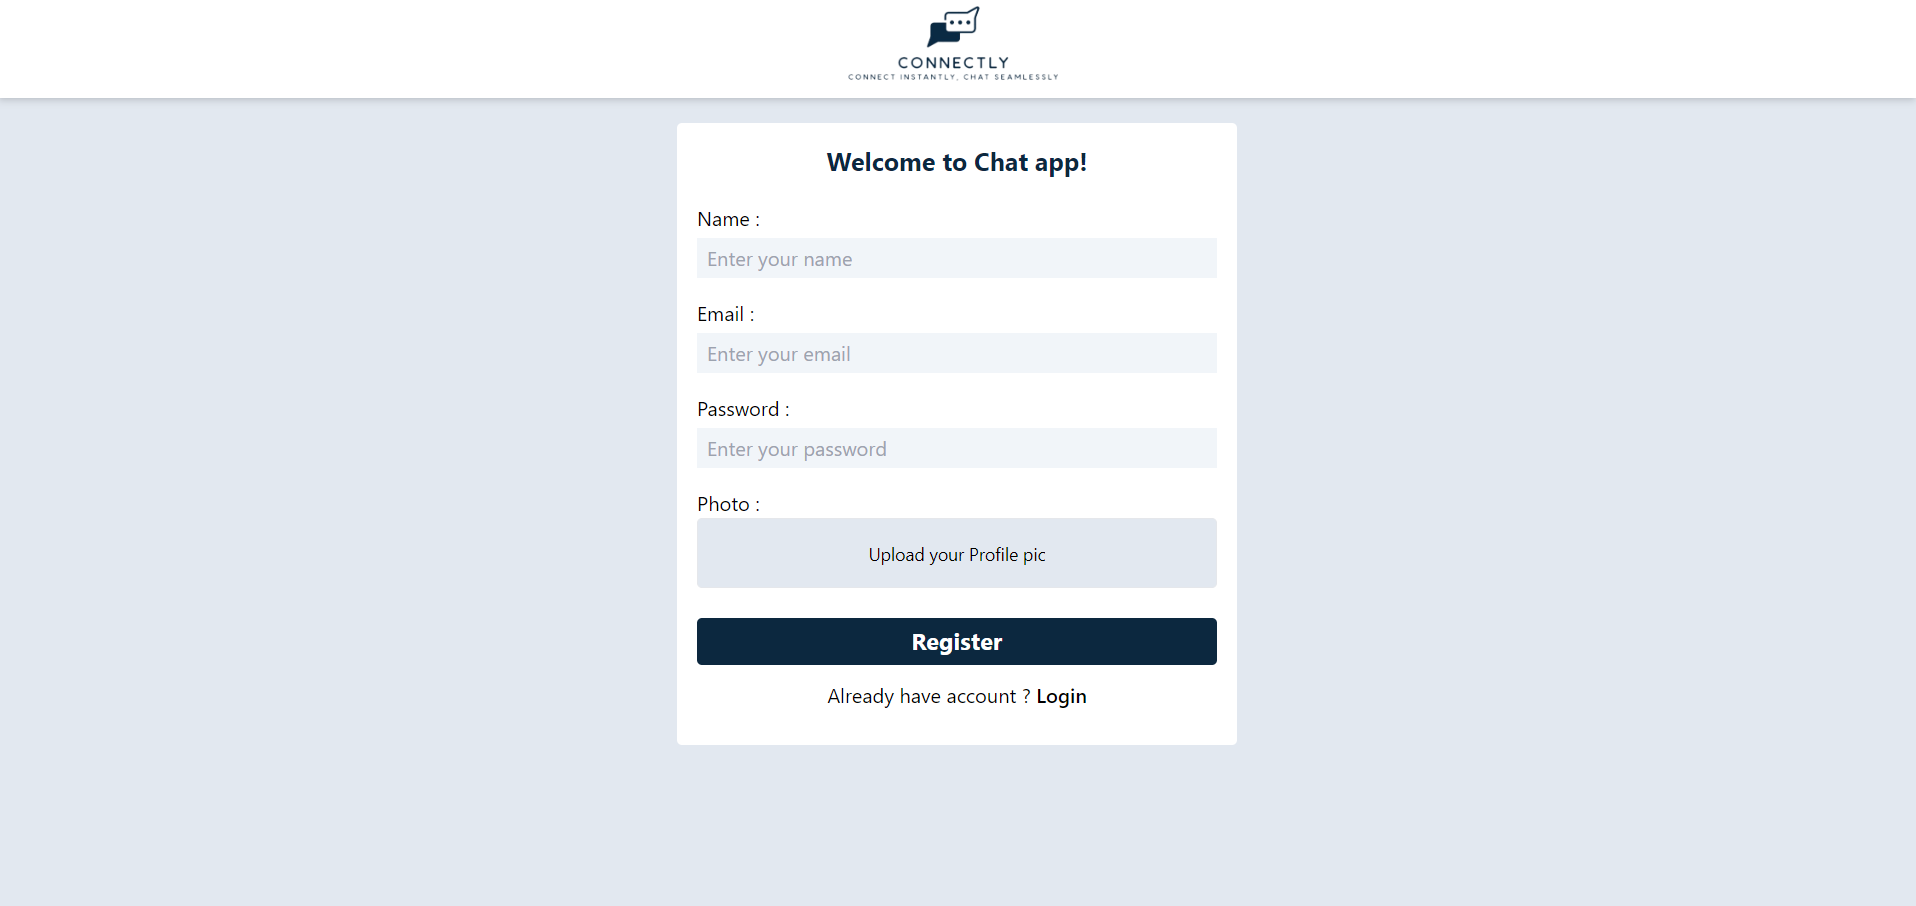 CONNECTLY
CONNECT INSTANTLY, CHAT SEAMLESSLY
Welcome to Chat app!
Name :
Enter your name
Email :
Enter your email
Password :
Enter your password
Photo :
Upload your Profile pic
Register
Already have account ? Login